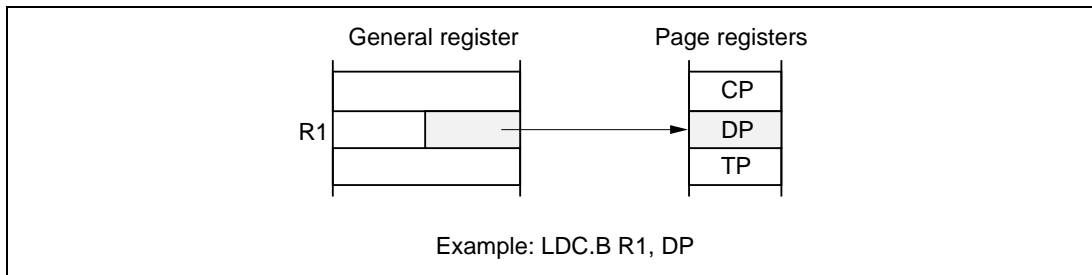 General register
Page registers
CP
R1
DP
TP
Example: LDC.B R1, DP